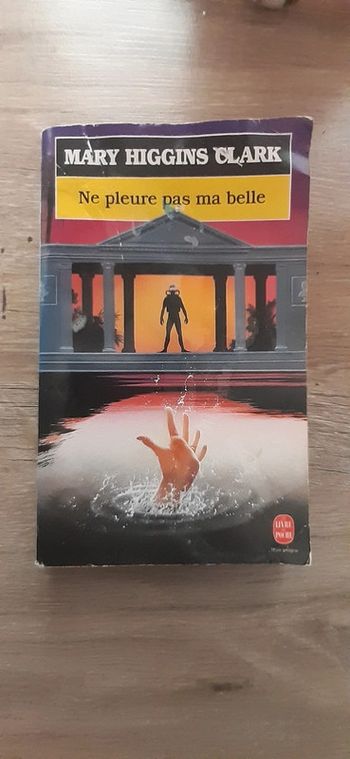 MARY HIGGINS CLARK
Ne pleure pas ma belle
LIVRE
DE
POCHE